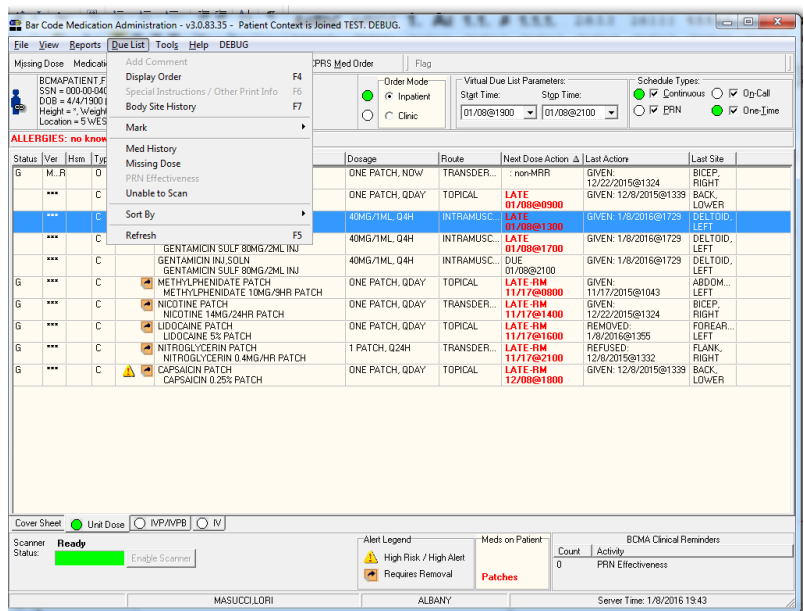 Bar Code Medication Administration - v3.0.83.35 - Patient Context is Joined TEST. DEBUG.
File View Reports Due List Tools Help DEBUG
Missing Dose Medicati CPRS Med Order Flag
BCMAPATIENT,F
SSN = 000-00-040
DOB = 4/4/1900 (
Height = *, Weight
Location = 5 WES
Add Comment
Display Order F4
Special Instructions / Other Print Info F6
Body Site History F7
Mark
Med History
Missing Dose
PRN Effectiveness
Unable to Scan
Sort By
Refresh F5
Order Mode
Inpatient
Clinic
Virtual Due List Parameters:
Start Time: Stop Time:
01/08@1900 01/08@2100
Schedule Types:
Continuous On-Call
PRN One-Time
ALLERGIES: no know
Status Ver Hsm Typ Dosage Route Next Dose Action Last Action Last Site
G M...R O ONE PATCH, NOW TRANSDER... : non-MRR GIVEN: BICEP,
12/22/2015@1324 RIGHT
*** C ONE PATCH, QDAY TOPICAL LATE GIVEN: 12/8/2015@1339 BACK,
01/08@0900 LOWER
*** C 40MG/1ML, Q4H INTRAMUSC... LATE GIVEN: 1/8/2016@1729 DELTOID,
01/08@1300 LEFT
*** C 40MG/1ML, Q4H INTRAMUSC... LATE GIVEN: 1/8/2016@1729 DELTOID,
GENTAMICIN SULF 80MG/2ML INJ 01/08@1700 LEFT
*** C GENTAMICIN INJ,SOLN 40MG/1ML, Q4H INTRAMUSC... DUE GIVEN: 1/8/2016@1729 DELTOID,
GENTAMICIN SULF 80MG/2ML INJ 01/08@2100 LEFT
G *** C METHYLPHENIDATE PATCH ONE PATCH, QDAY TOPICAL LATE-RM GIVEN: ABDOM...
METHYLPHENIDATE 10MG/9HR PATCH 11/17@0800 11/17/2015@1043 LEFT
G *** C NICOTINE PATCH ONE PATCH, QDAY TRANSDER... LATE-RM GIVEN: BICEP,
NICOTINE 14MG/24HR PATCH 11/17@1400 12/22/2015@1324 RIGHT
G *** C LIDOCAINE PATCH ONE PATCH, QDAY TOPICAL LATE-RM REMOVED: FOREAR...
LIDOCAINE 5% PATCH 11/17@1600 1/8/2016@1355 LEFT
G *** C NITROGLYCERIN PATCH 1 PATCH, Q24H TRANSDER... LATE-RM REFUSED: FLANK,
NITROGLYCERIN 0.4MG/HR PATCH 11/17@2100 12/8/2015@1332 RIGHT
G *** C CAPSAICIN PATCH ONE PATCH, QDAY TOPICAL LATE-RM GIVEN: 12/8/2015@1339 BACK,
CAPSAICIN 0.25% PATCH 12/08@1800 LOWER
Cover Sheet Unit Dose IVP/IVPB IV
Scanner Status: Ready
Enable Scanner
Alert Legend
High Risk / High Alert
Requires Removal
Meds on Patient
Patches
BCMA Clinical Reminders
Count Activity
0 PRN Effectiveness
MASUCCI,LORI ALBANY Server Time: 1/8/2016 19:43